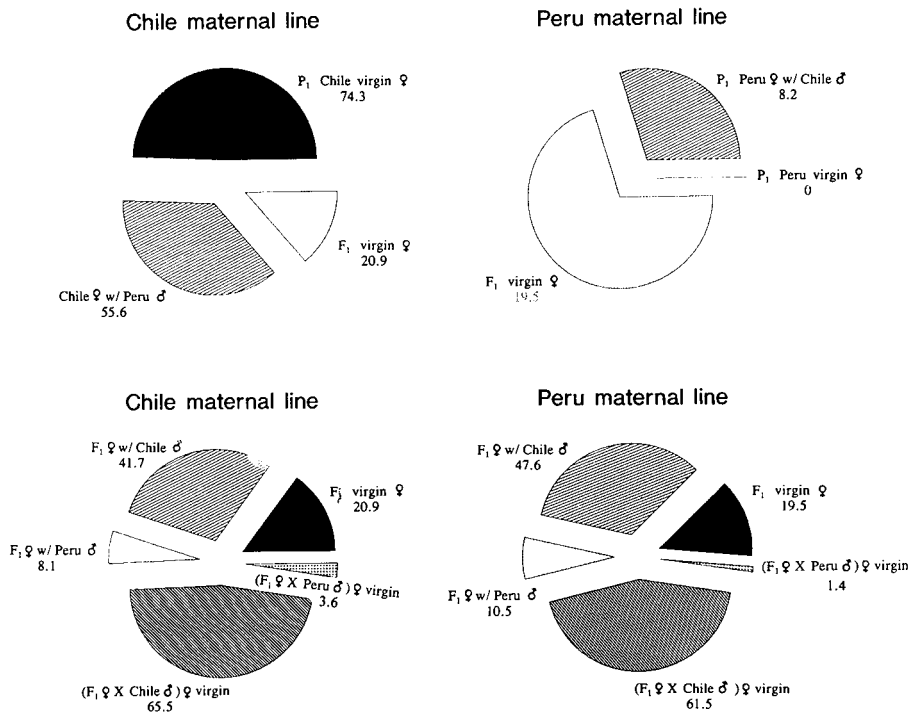 Chile maternal line
P1 Chile virgin ♀
74.3
F1 virgin ♀
20.9
Chile ♀ w/ Peru ♂
55.6
Peru maternal line
P1 Peru ♀ w/ Chile ♂
8.2
P1 Peru virgin ♀
0
F1 virgin ♀
19.5
Chile maternal line
F1 ♀ w/ Chile ♂
41.7
F1 virgin ♀
20.9
F1 ♀ w/ Peru ♂
8.1
(F1 ♀ X Peru ♂) ♀ virgin
3.6
(F1 ♀ X Chile ♂) ♀ virgin
65.5
Peru maternal line
F1 ♀ w/ Chile ♂
47.6
F1 virgin ♀
19.5
(F1 ♀ X Peru ♂) ♀ virgin
1.4
F1 ♀ w/ Peru ♂
10.5
(F1 ♀ X Chile ♂) ♀ virgin
61.5